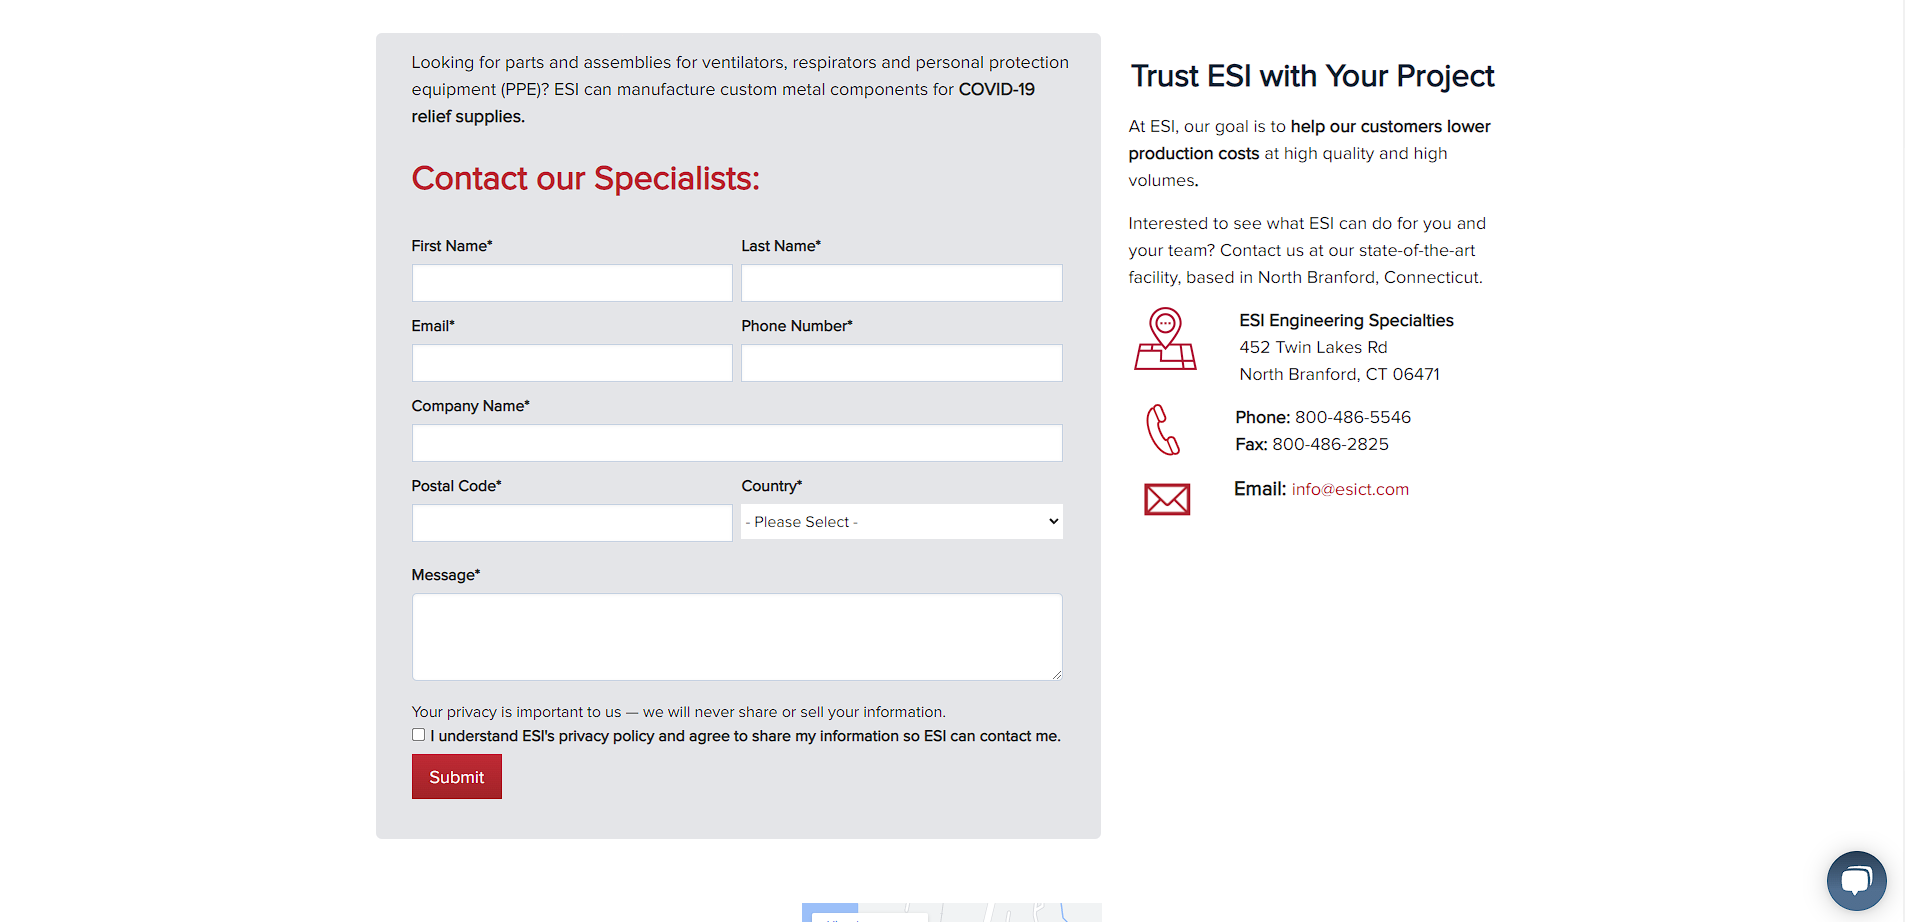 Looking for parts and assemblies for ventilators, respirators and personal protection
equipment (PPE)? ESI can manufacture custom metal components for COVID-19
relief supplies.
Contact our Specialists:
First Name*
Last Name*
Email*
Phone Number*
Company Name*
Postal Code*
Country*
- Please Select -
Message*
Your privacy is important to us — we will never share or sell your information.
I understand ESI's privacy policy and agree to share my information so ESI can contact me.
Submit
Trust ESI with Your Project
At ESI, our goal is to help our customers lower
production costs at high quality and high
volumes.
Interested to see what ESI can do for you and
your team? Contact us at our state-of-the-art
facility, based in North Branford, Connecticut.
ESI Engineering Specialties
452 Twin Lakes Rd
North Branford, CT 06471
Phone: 800-486-5546
Fax: 800-486-2825
Email: info@esict.com